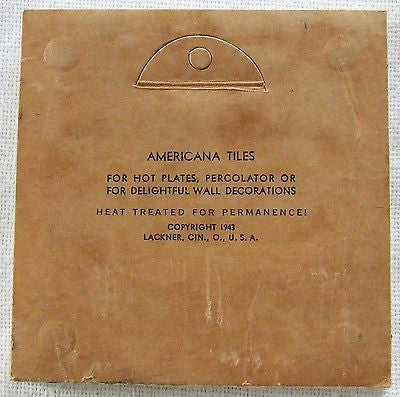 AMERICANA TILES
FOR HOT PLATES, PERCOLATOR OR
FOR DELIGHTFUL WALL DECORATIONS
HEAT TREATED FOR PERMANENCE!
COPYRIGHT 1943
LACKNER, CIN., O., U. S. A.